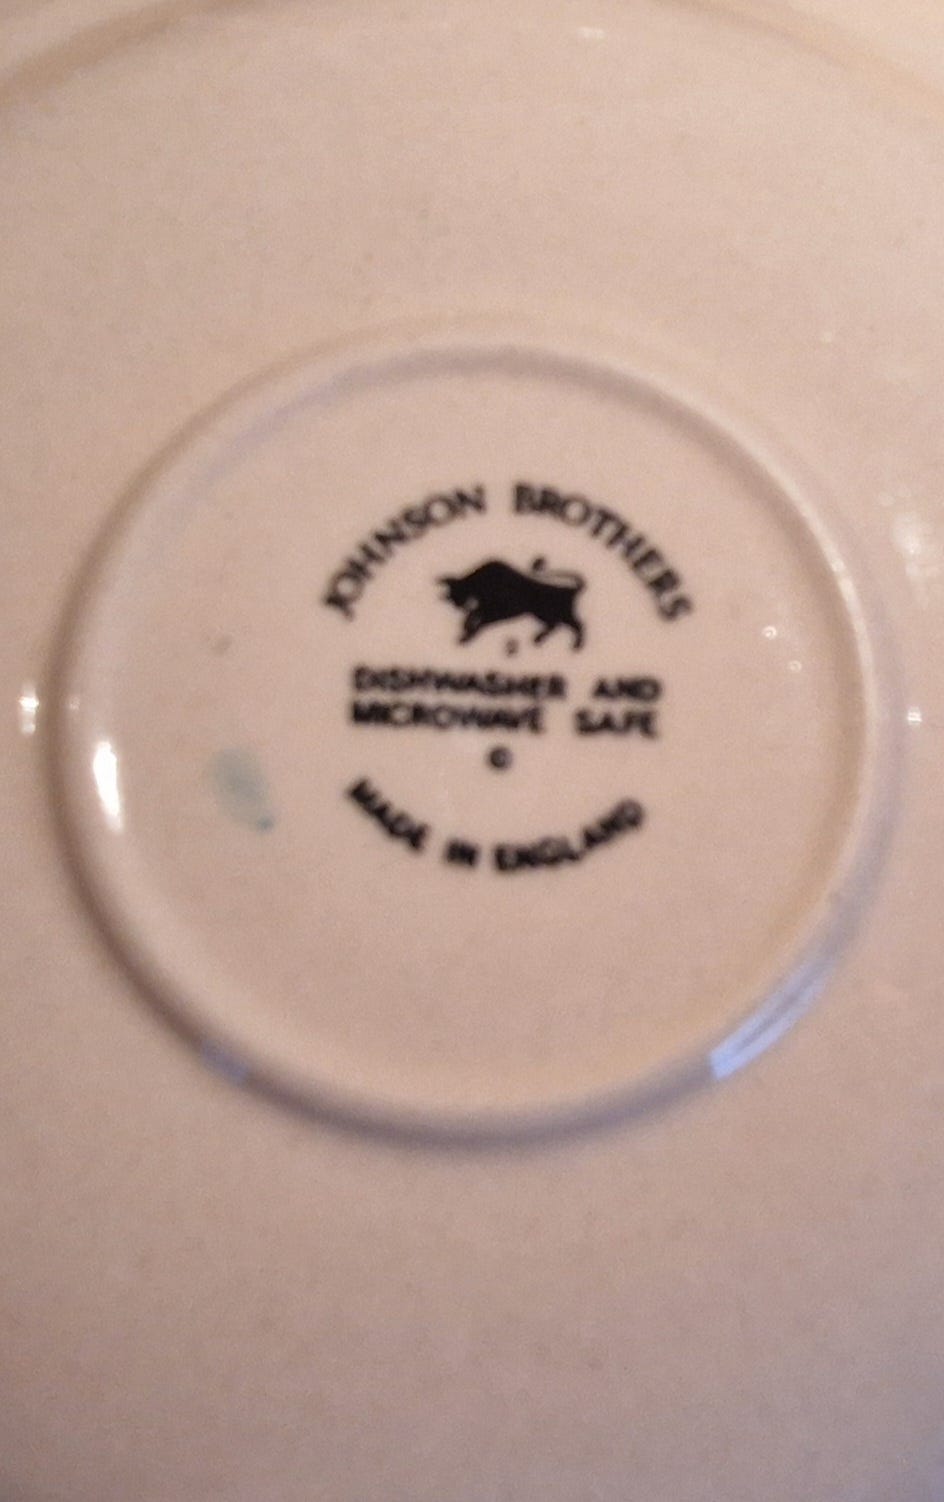 JOHNSON BROTHERS
DISHWASHER AND
MICROWAVE SAFE
©
MADE IN ENGLAND